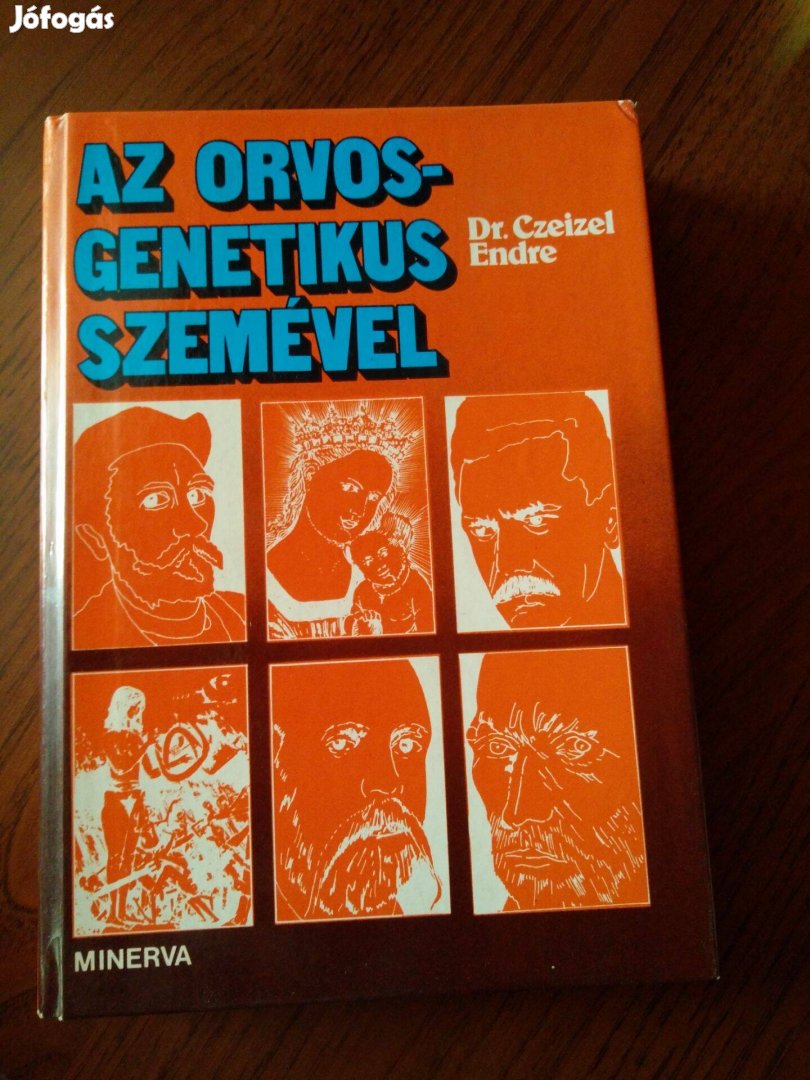 Jófogás
AZ ORVOS-
GENETIKUS
SZEMÉVEL
Dr. Czeizel
Endre
MINERVA